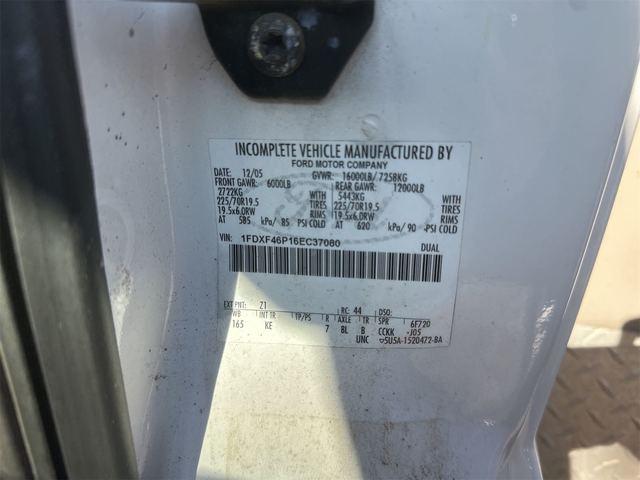 INCOMPLETE VEHICLE MANUFACTURED BY
FORD MOTOR COMPANY
DATE: 12/05 GVWR: 16000LB/7258KG
FRONT GAWR: 6000LB REAR GAWR: 12000LB
2722KG WITH 5443KG WITH
225/70R19.5 TIRES 225/70R19.5 TIRES
19.5x6.0RW RIMS 19.5x6.0RW RIMS
AT 585 kPa/ 85 PSI COLD AT 620 kPa/ 90 -PSI COLD
VIN: 1FDXF46P16EC37080 DUAL
EXT PNT: Z1 RC: 44 DSO:
WB INT TR TP/PS R AXLE TR SPR 6F720
165 KE 7 8L B CCKK -J05
UNC ▽5U5A-1520472-BA